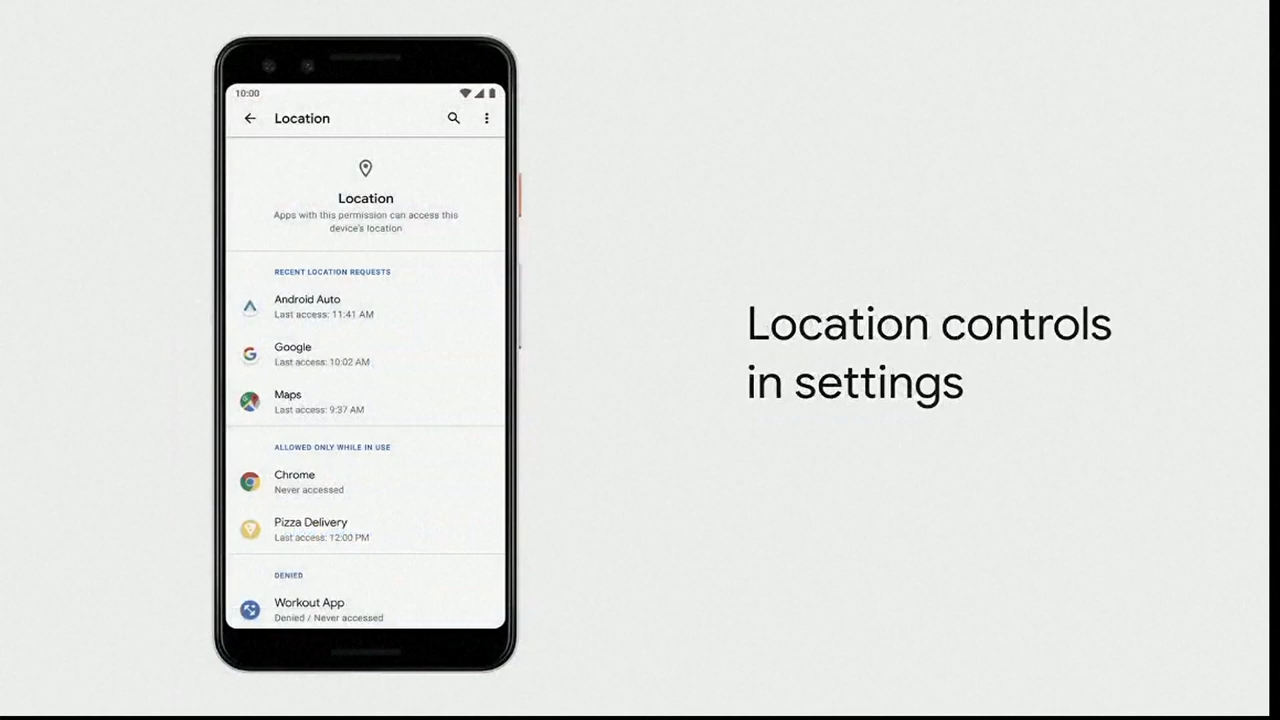 10:00
Location
Location
Apps with this permission can access this
device's location
RECENT LOCATION REQUESTS
Android Auto
Last access: 11:41 AM
Google
Last access: 10:02 AM
Maps
Last access: 9:37 AM
ALLOWED ONLY WHILE IN USE
Chrome
Never accessed
Pizza Delivery
Last access: 12:00 PM
DENIED
Workout App
Denied / Never accessed
Location controls
in settings